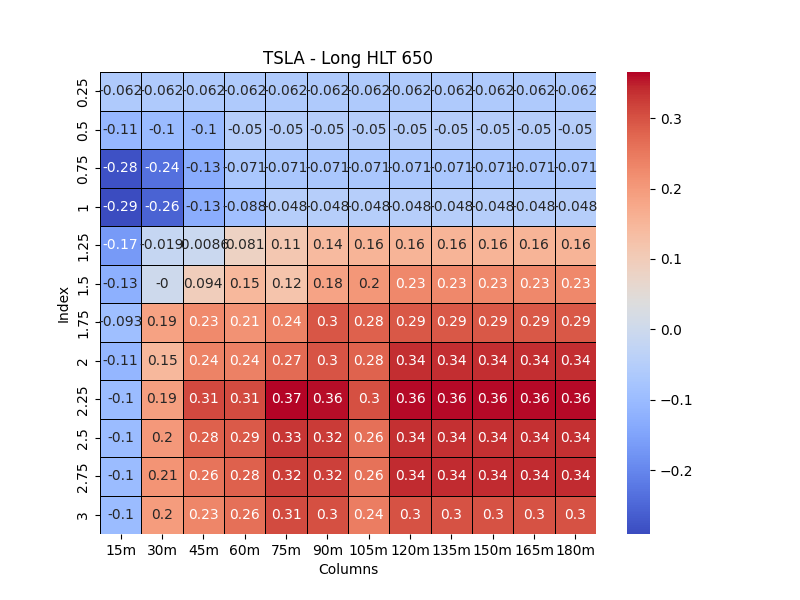 TSLA - Long HLT 650
0.25 -0.062 -0.062 -0.062 -0.062 -0.062 -0.062 -0.062 -0.062 -0.062 -0.062 -0.062 -0.062
0.5 -0.11 -0.1 -0.1 -0.05 -0.05 -0.05 -0.05 -0.05 -0.05 -0.05 -0.05 -0.05
0.75 -0.28 -0.24 -0.13 -0.071 -0.071 -0.071 -0.071 -0.071 -0.071 -0.071 -0.071 -0.071
1 -0.29 -0.26 -0.13 -0.088 -0.048 -0.048 -0.048 -0.048 -0.048 -0.048 -0.048 -0.048
1.25 -0.17 -0.019 -0.0086 0.081 0.11 0.14 0.16 0.16 0.16 0.16 0.16 0.16
1.5 -0.13 -0 0.094 0.15 0.12 0.18 0.2 0.23 0.23 0.23 0.23 0.23
1.75 -0.093 0.19 0.23 0.21 0.24 0.3 0.28 0.29 0.29 0.29 0.29 0.29
2 -0.11 0.15 0.24 0.24 0.27 0.3 0.28 0.34 0.34 0.34 0.34 0.34
2.25 -0.1 0.19 0.31 0.31 0.37 0.36 0.3 0.36 0.36 0.36 0.36 0.36
2.5 -0.1 0.2 0.28 0.29 0.33 0.32 0.26 0.34 0.34 0.34 0.34 0.34
2.75 -0.1 0.21 0.26 0.28 0.32 0.32 0.26 0.34 0.34 0.34 0.34 0.34
3 -0.1 0.2 0.23 0.26 0.31 0.3 0.24 0.3 0.3 0.3 0.3 0.3
15m 30m 45m 60m 75m 90m 105m 120m 135m 150m 165m 180m
Columns
Index
0.3
0.2
0.1
0.0
-0.1
-0.2